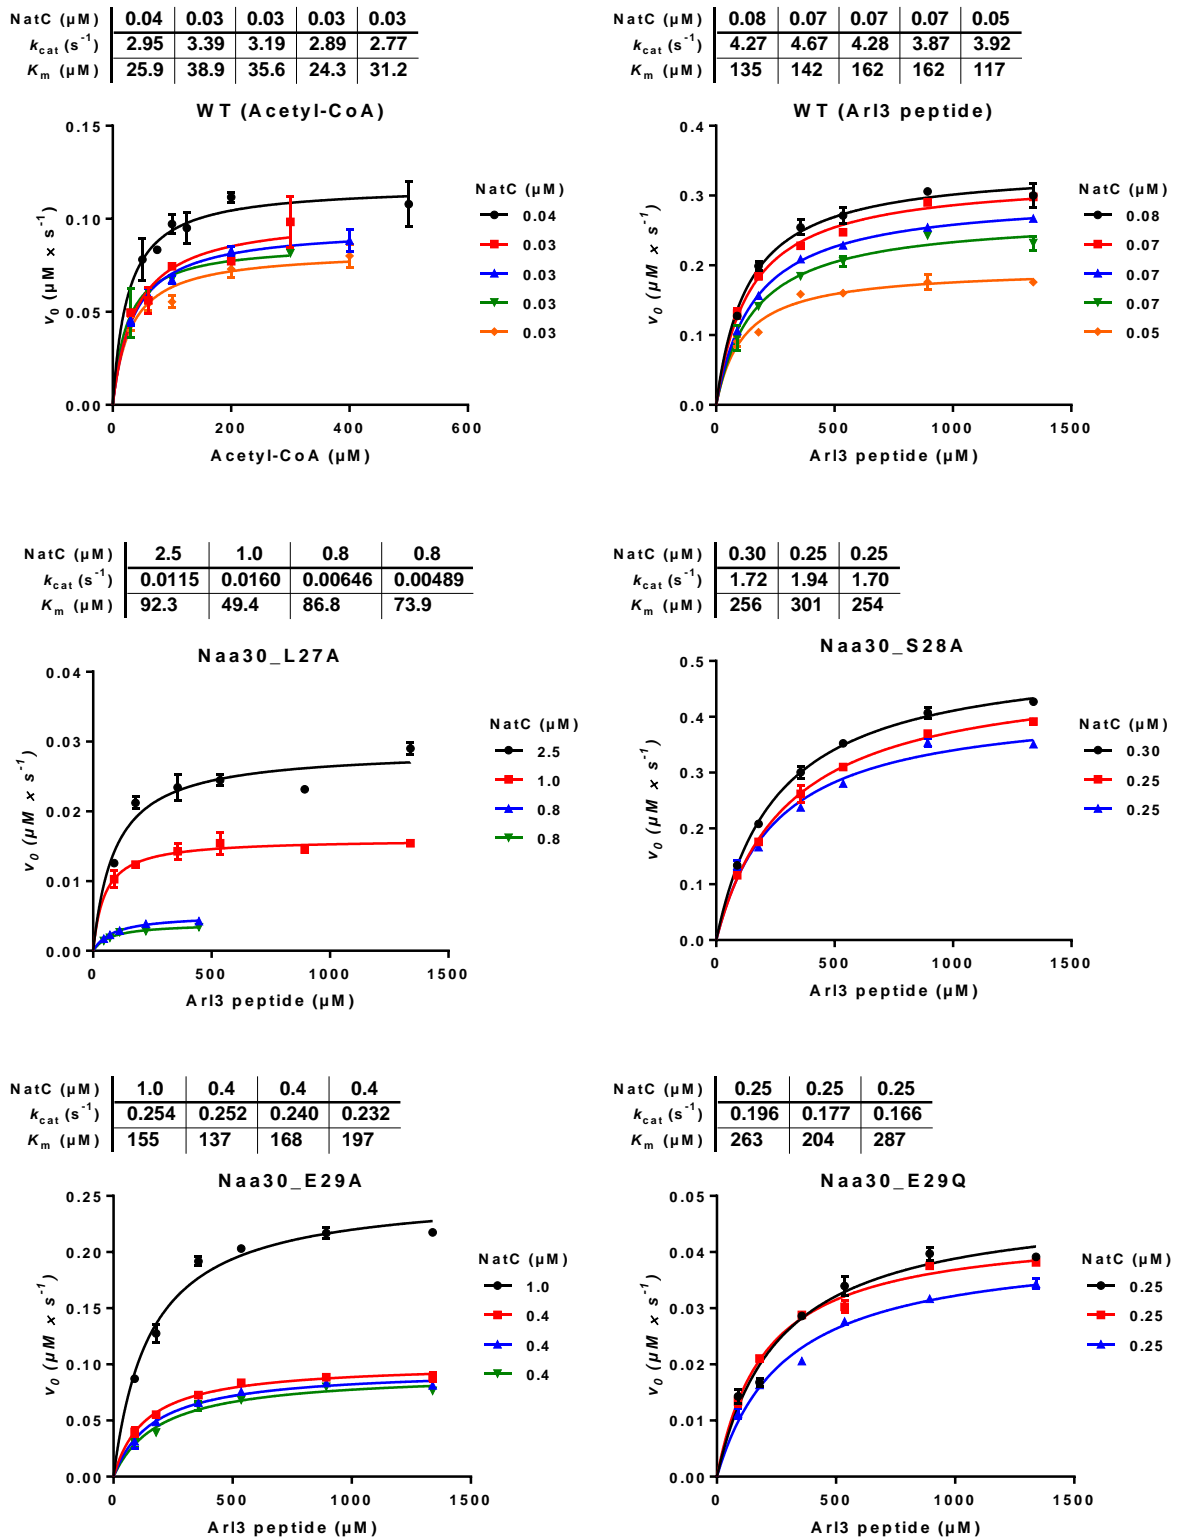 NatC (µM) 0.04 0.03 0.03 0.03 0.03
kcat (s⁻¹) 2.95 3.39 3.19 2.89 2.77
Km (µM) 25.9 38.9 35.6 24.3 31.2
WT (Acetyl-CoA)
0.15
0.10
0.05
0.00
v0 (µM × s⁻¹)
0 200 400 600
Acetyl-CoA (µM)
NatC (µM)
0.04
0.03
0.03
0.03
0.03
NatC (µM) 0.08 0.07 0.07 0.07 0.05
kcat (s⁻¹) 4.27 4.67 4.28 3.87 3.92
Km (µM) 135 142 162 162 117
WT (Arl3 peptide)
0.4
0.3
0.2
0.1
0.0
v0 (µM × s⁻¹)
0 500 1000 1500
Arl3 peptide (µM)
NatC (µM)
0.08
0.07
0.07
0.07
0.05
NatC (µM) 2.5 1.0 0.8 0.8
kcat (s⁻¹) 0.0115 0.0160 0.00646 0.00489
Km (µM) 92.3 49.4 86.8 73.9
Naa30_L27A
0.04
0.03
0.02
0.01
0.00
v0 (µM × s⁻¹)
0 500 1000 1500
Arl3 peptide (µM)
NatC (µM)
2.5
1.0
0.8
0.8
NatC (µM) 0.30 0.25 0.25
kcat (s⁻¹) 1.72 1.94 1.70
Km (µM) 256 301 254
Naa30_S28A
0.5
0.4
0.3
0.2
0.1
0.0
v0 (µM × s⁻¹)
0 500 1000 1500
Arl3 peptide (µM)
NatC (µM)
0.30
0.25
0.25
NatC (µM) 1.0 0.4 0.4 0.4
kcat (s⁻¹) 0.254 0.252 0.240 0.232
Km (µM) 155 137 168 197
Naa30_E29A
0.25
0.20
0.15
0.10
0.05
0.00
v0 (µM × s⁻¹)
0 500 1000 1500
Arl3 peptide (µM)
NatC (µM)
1.0
0.4
0.4
0.4
NatC (µM) 0.25 0.25 0.25
kcat (s⁻¹) 0.196 0.177 0.166
Km (µM) 263 204 287
Naa30_E29Q
0.05
0.04
0.03
0.02
0.01
0.00
v0 (µM × s⁻¹)
0 500 1000 1500
Arl3 peptide (µM)
NatC (µM)
0.25
0.25
0.25